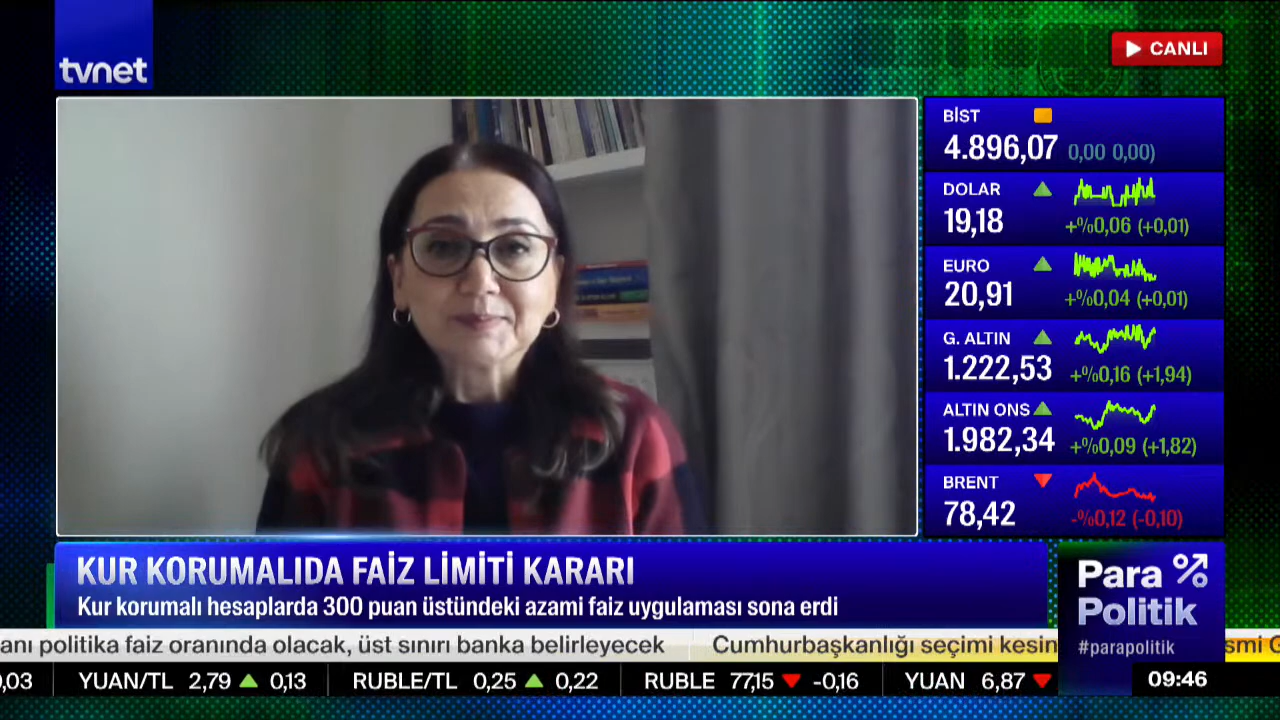 tvnet
CANLI
BİST
4.896,07 0,00 0,00)
DOLAR
19,18
+%0,06 (+0,01)
EURO
20,91
+%0,04 (+0,01)
G. ALTIN
1.222,53
+%0,16 (+1,94)
ALTIN ONS
1.982,34
+%0,09 (+1,82)
BRENT
78,42
-%0,12 (-0,10)
KUR KORUMALIDA FAİZ LİMİTİ KARARI
Kur korumalı hesaplarda 300 puan üstündeki azami faiz uygulaması sona erdi
Para
Politik
#parapolitik
anı politika faiz oranında olacak, üst sınırı banka belirleyecek Cumhurbaşkanlığı seçimi kesin smi G
0,03 YUAN/TL 2,79 0,13 RUBLE/TL 0,25 0,22 RUBLE 77,15 -0,16 YUAN 6,87
09:46